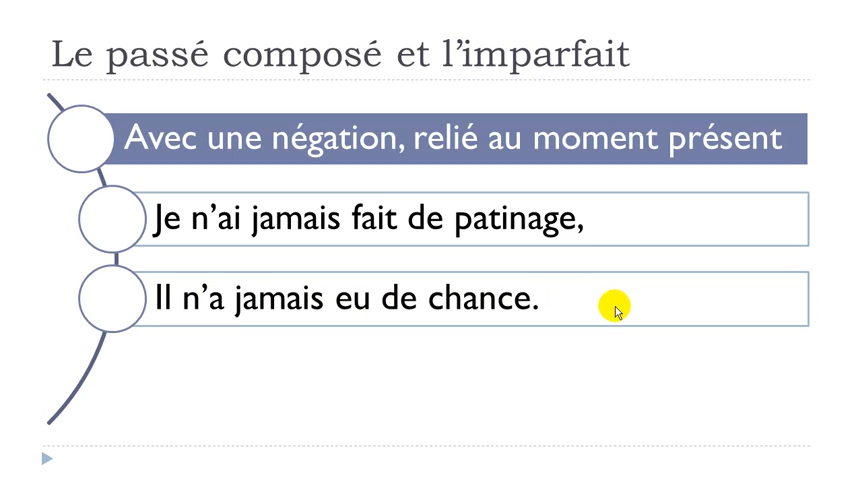 Le passé composé et l’imparfait
Avec une négation, relié au moment présent
Je n’ai jamais fait de patinage,
Il n’a jamais eu de chance.